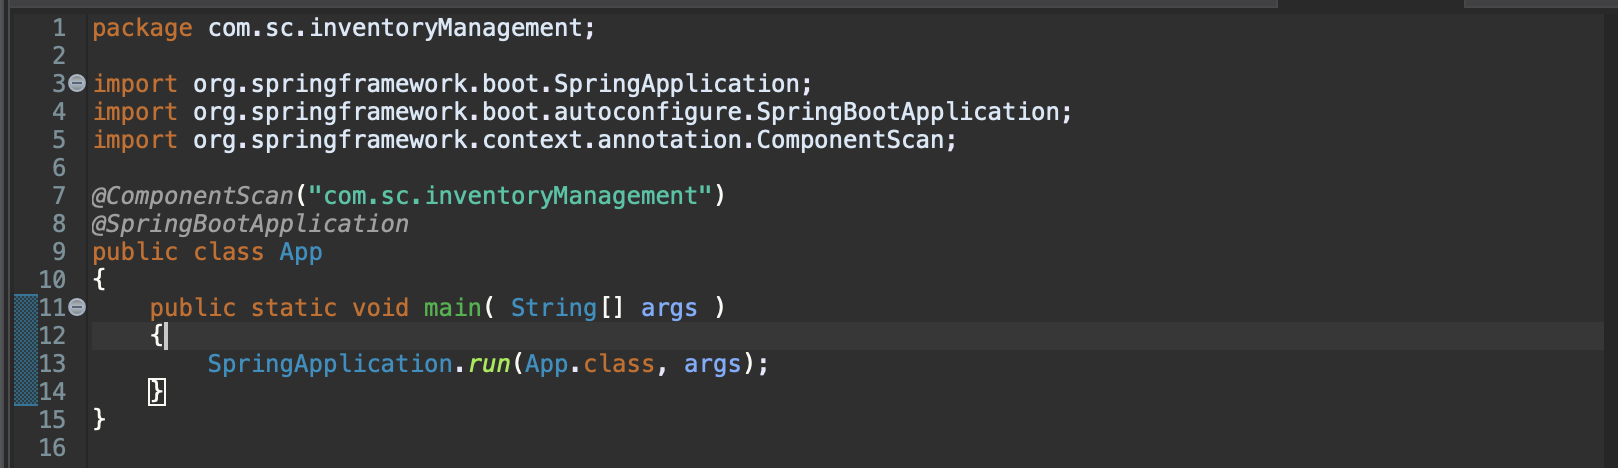 1 package com.sc.inventoryManagement;
2
3 import org.springframework.boot.SpringApplication;
4 import org.springframework.boot.autoconfigure.SpringBootApplication;
5 import org.springframework.context.annotation.ComponentScan;
6
7 @ComponentScan("com.sc.inventoryManagement")
8 @SpringBootApplication
9 public class App
10 {
11     public static void main( String[] args )
12     {
13         SpringApplication.run(App.class, args);
14     }
15 }
16